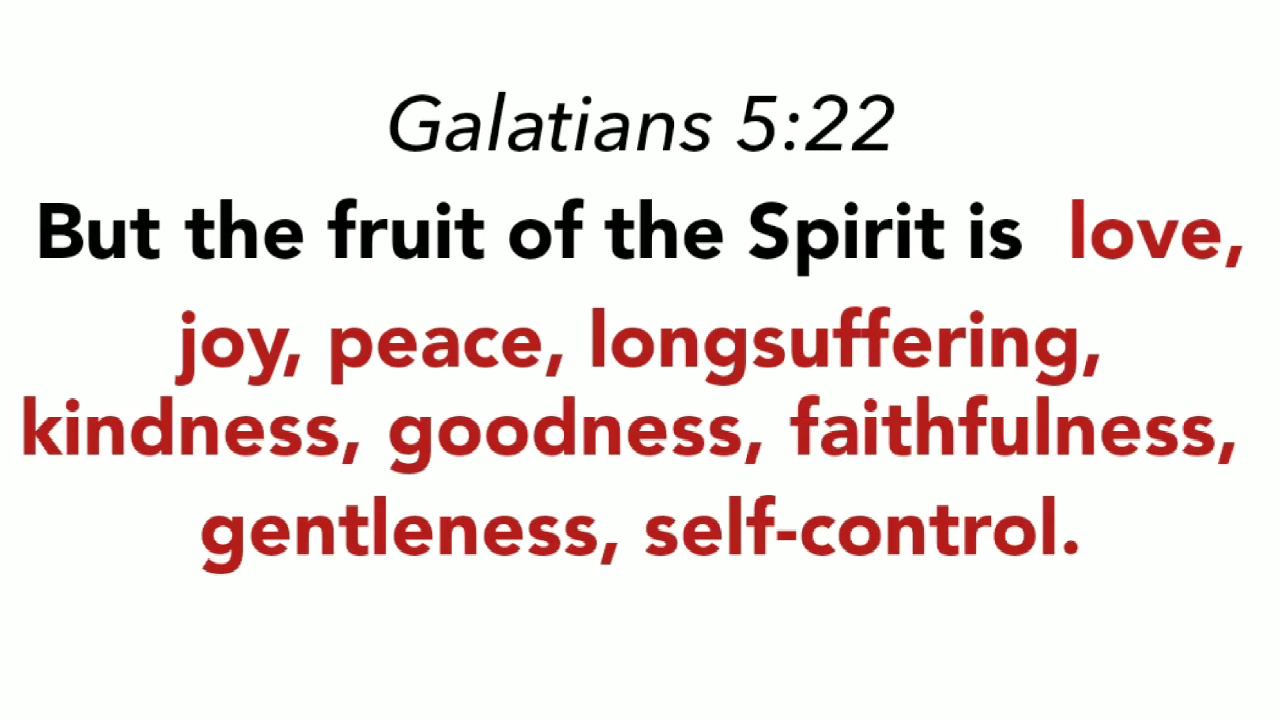 Galatians 5:22
But the fruit of the Spirit is love,
joy, peace, longsuffering,
kindness, goodness, faithfulness,
gentleness, self-control.